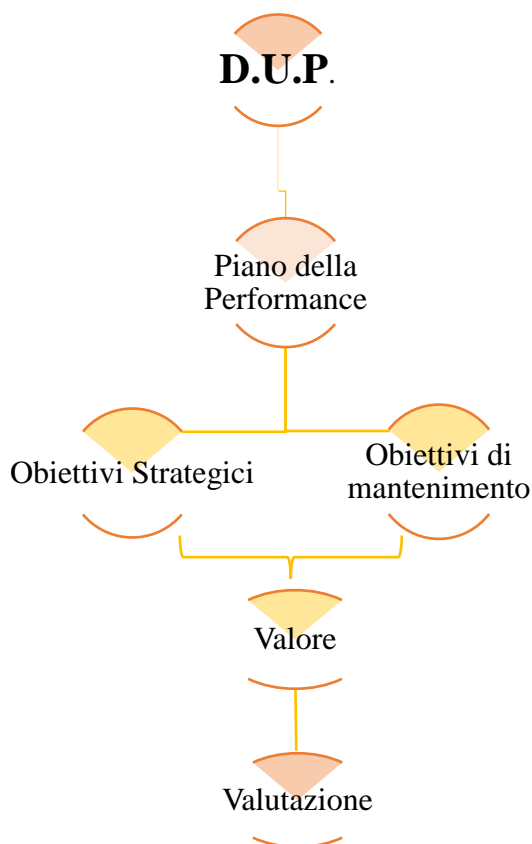 D.U.P.
Piano della
Performance
Obiettivi Strategici
Obiettivi di
mantenimento
Valore
Valutazione